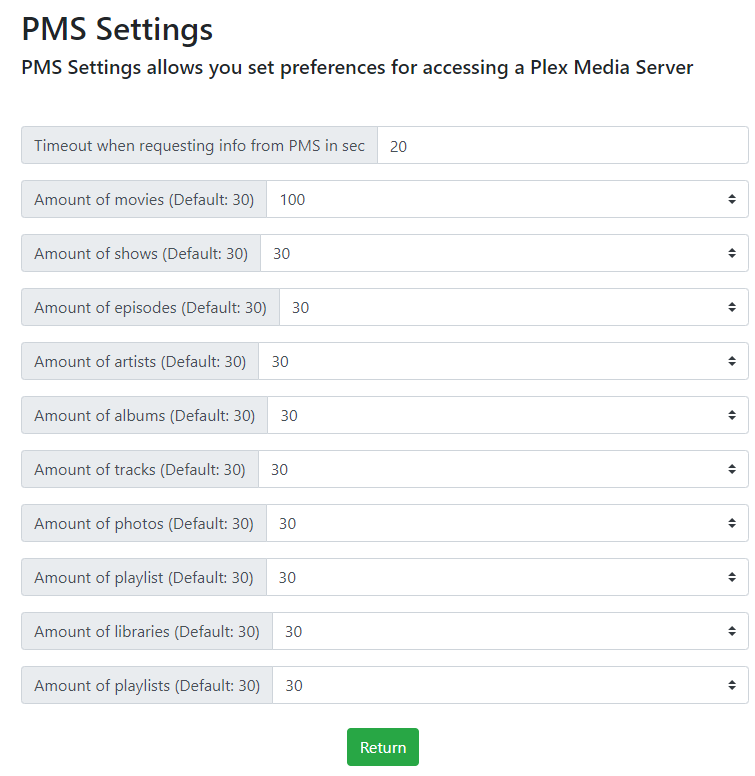 PMS Settings
PMS Settings allows you set preferences for accessing a Plex Media Server
Timeout when requesting info from PMS in sec 20
Amount of movies (Default: 30) 100
Amount of shows (Default: 30) 30
Amount of episodes (Default: 30) 30
Amount of artists (Default: 30) 30
Amount of albums (Default: 30) 30
Amount of tracks (Default: 30) 30
Amount of photos (Default: 30) 30
Amount of playlist (Default: 30) 30
Amount of libraries (Default: 30) 30
Amount of playlists (Default: 30) 30
Return